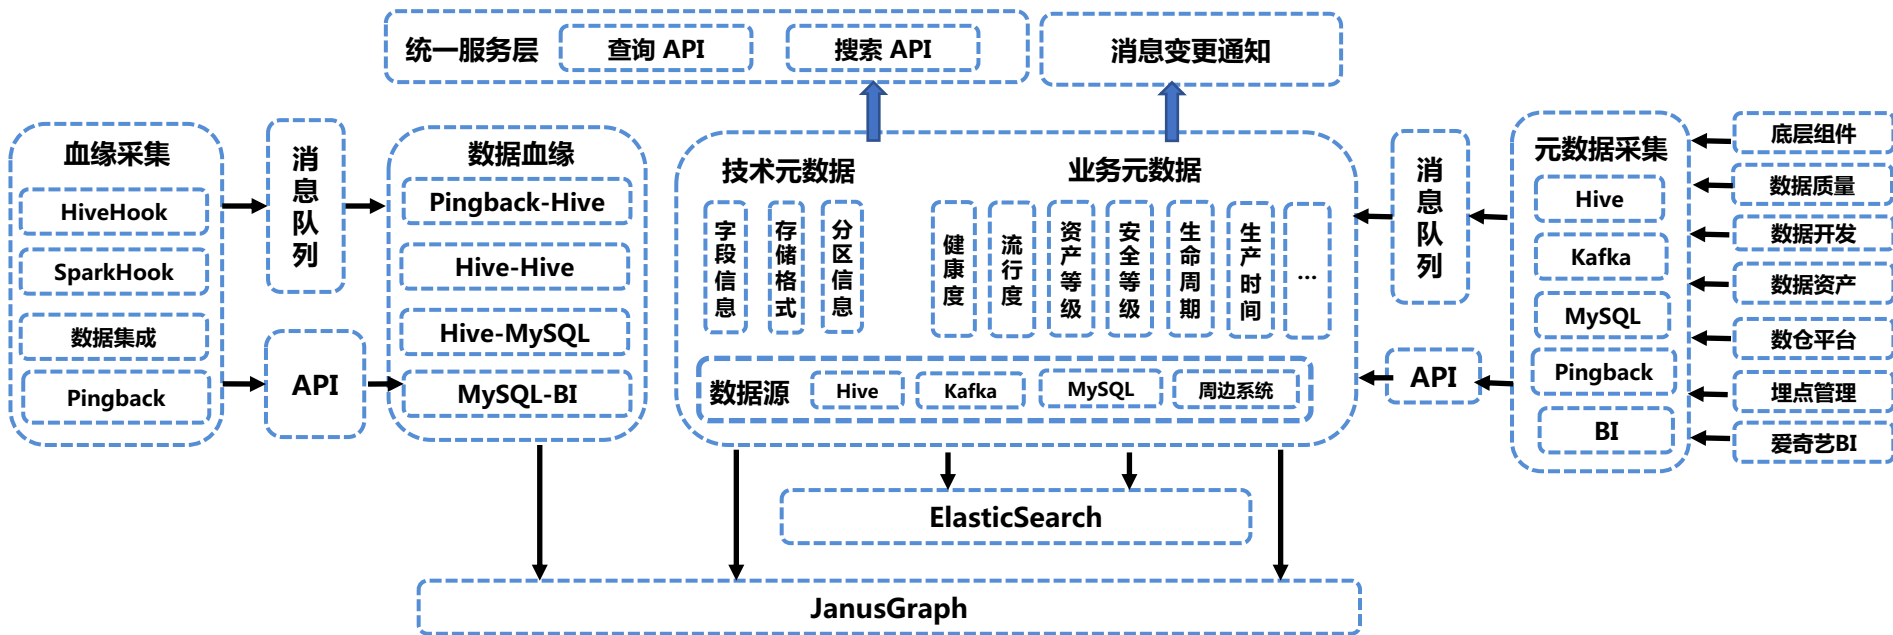 统一服务层
查询 API
搜索 API
消息变更通知
血缘采集
HiveHook
SparkHook
数据集成
Pingback
消息队列
API
数据血缘
Pingback-Hive
Hive-Hive
Hive-MySQL
MySQL-BI
技术元数据
字段信息
存储格式
分区信息
业务元数据
健康度
流行度
资产等级
安全等级
生命周期
生产时间
...
数据源
Hive
Kafka
MySQL
周边系统
消息队列
API
元数据采集
Hive
Kafka
MySQL
Pingback
BI
底层组件
数据质量
数据开发
数据资产
数仓平台
埋点管理
爱奇艺BI
ElasticSearch
JanusGraph